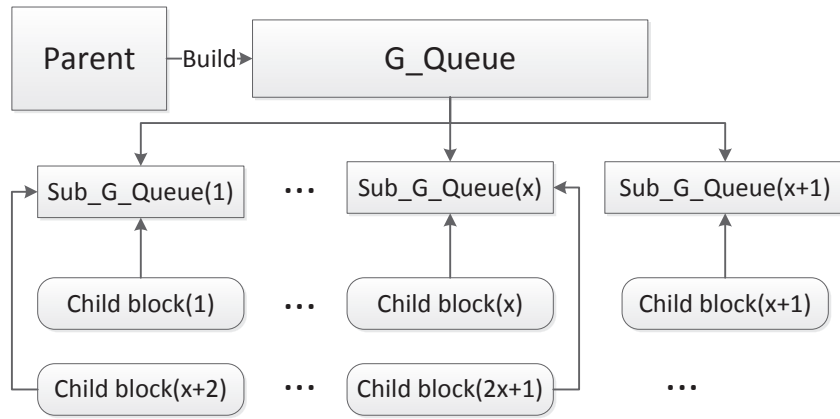 Parent
Build
G_Queue
Sub_G_Queue(1)
...
Sub_G_Queue(x)
Sub_G_Queue(x+1)
Child block(1)
...
Child block(x)
Child block(x+1)
Child block(x+2)
...
Child block(2x+1)
...